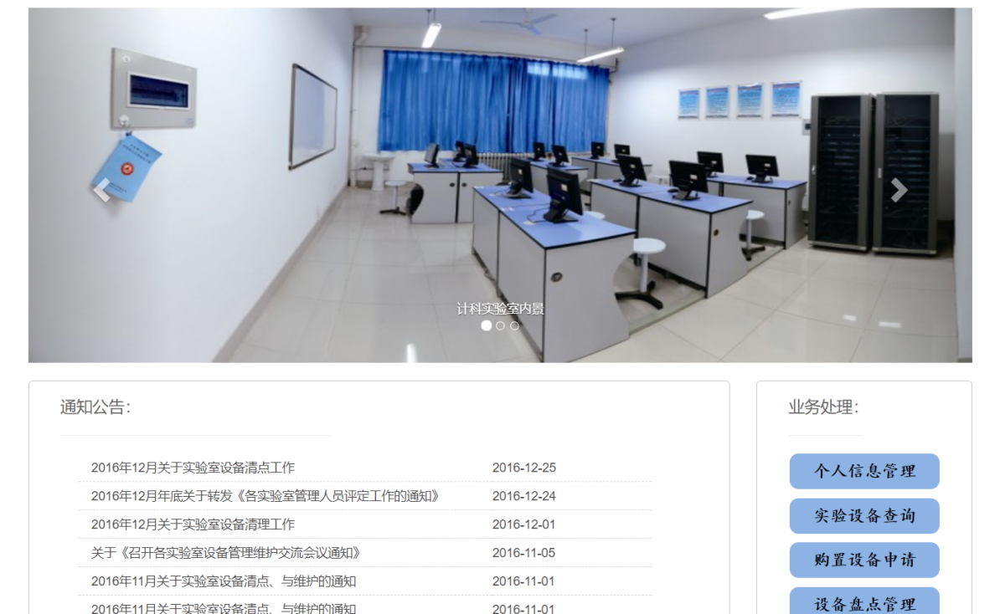 计科实验室内景
通知公告：
2016年12月关于实验室设备清点工作 2016-12-25
2016年12月年底关于转发《各实验室管理人员评定工作的通知》 2016-12-24
2016年12月关于实验室设备清理工作 2016-12-01
关于《召开各实验室设备管理维护交流会议通知》 2016-11-05
2016年11月关于实验室设备清点、与维护的通知 2016-11-01
2016年11月关于实验室设备清点、与维护的通知 2016-11-01
业务处理：
个人信息管理
实验设备查询
购置设备申请
设备盘点管理